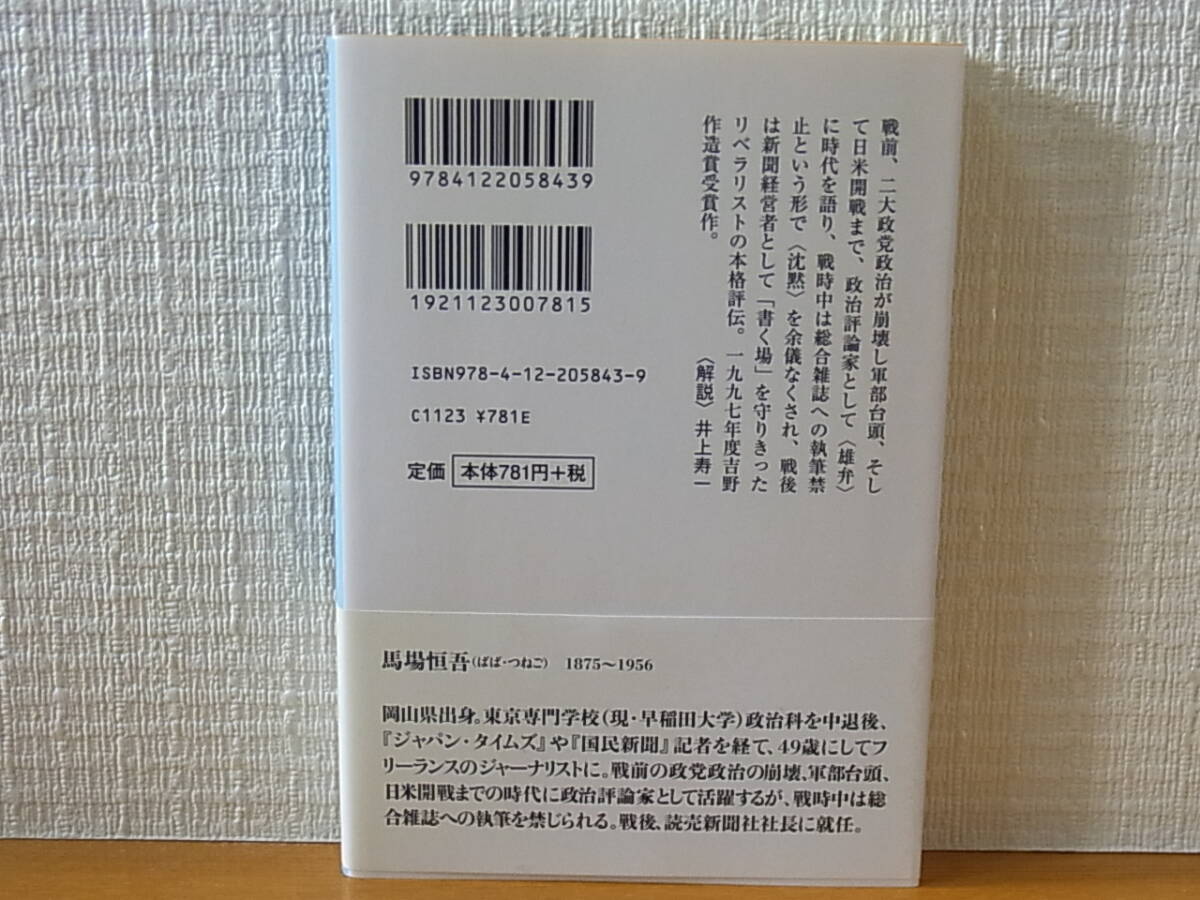 戦前、二大政党政治が崩壊し軍部台頭、そし
て日米開戦まで、政治評論家として〈雄弁〉
に時代を語り、戦時中は総合雑誌への執筆禁
止という形で〈沈黙〉を余儀なくされ、戦後
は新聞経営者として「書く場」を守りきった
リベラリストの本格評伝。一九九七年度吉野
作造賞受賞作。
〈解説〉井上寿一
9784122058439
1921123007815
ISBN978-4-12-205843-9
C1123 ¥781E
定価 本体781円+税
馬場恒吾(ばば・つねご) 1875〜1956
岡山県出身。東京専門学校(現・早稲田大学)政治科を中退後、
『ジャパン・タイムズ』や『国民新聞』記者を経て、49歳にしてフ
リーランスのジャーナリストに。戦前の政党政治の崩壊、軍部台頭、
日米開戦までの時代に政治評論家として活躍するが、戦時中は総
合雑誌への執筆を禁じられる。戦後、読売新聞社社長に就任。